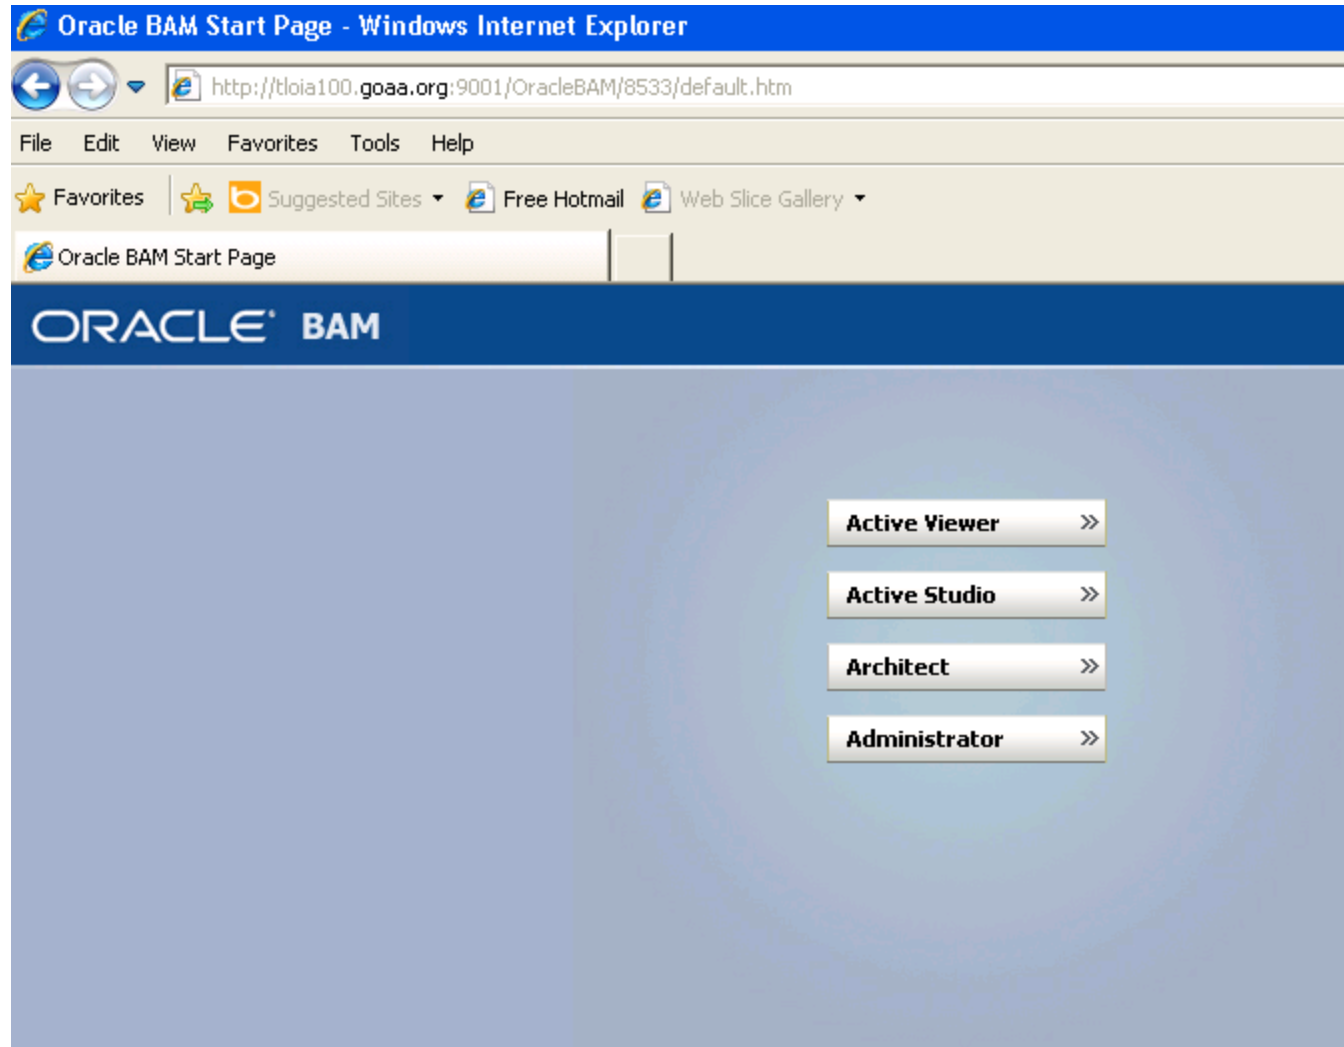 Oracle BAM Start Page - Windows Internet Explorer
http://tloia100.goaa.org:9001/OracleBAM/8533/default.htm
File Edit View Favorites Tools Help
Favorites Suggested Sites Free Hotmail Web Slice Gallery
Oracle BAM Start Page
ORACLE BAM
Active Viewer »
Active Studio »
Architect »
Administrator »